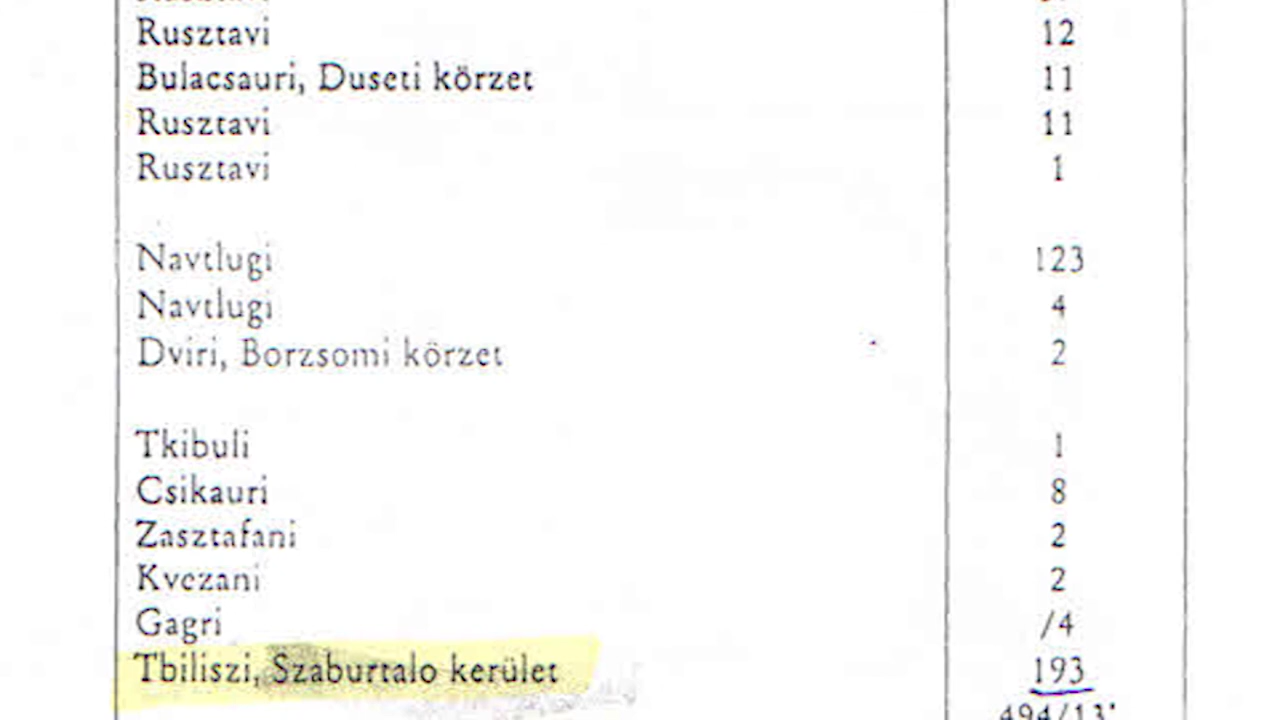 Rusztavi 12
Bulacsauri, Duseti körzet 11
Rusztavi 11
Rusztavi 1
Navtlugi 123
Navtlugi 4
Dviri, Borzsomi körzet 2
Tkibuli 1
Csikauri 8
Zasztafani 2
Kvezani 2
Gagri /4
Tbiliszi, Szaburtalo kerület 193